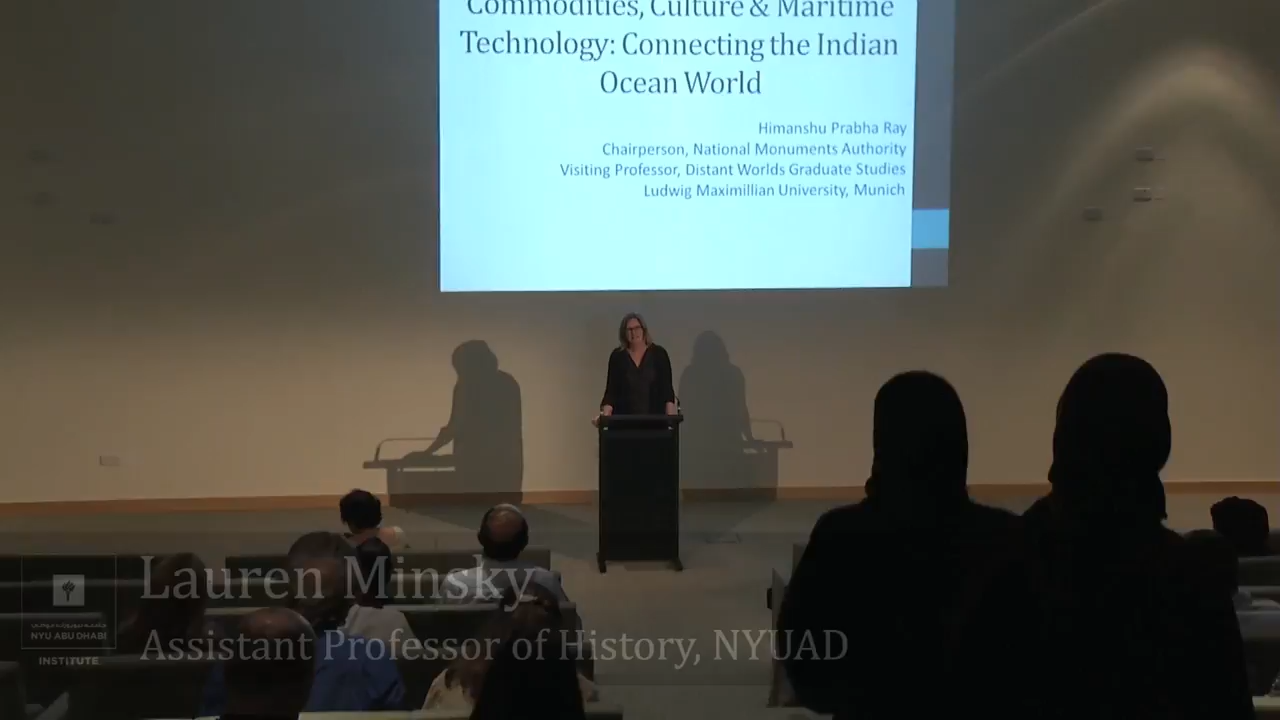 Commodities, Culture & Maritime
Technology: Connecting the Indian
Ocean World
Himanshu Prabha Ray
Chairperson, National Monuments Authority
Visiting Professor, Distant Worlds Graduate Studies
Ludwig Maximillian University, Munich
Lauren Minsky
Assistant Professor of History, NYUAD
NYU ABU DHABI
INSTITUTE